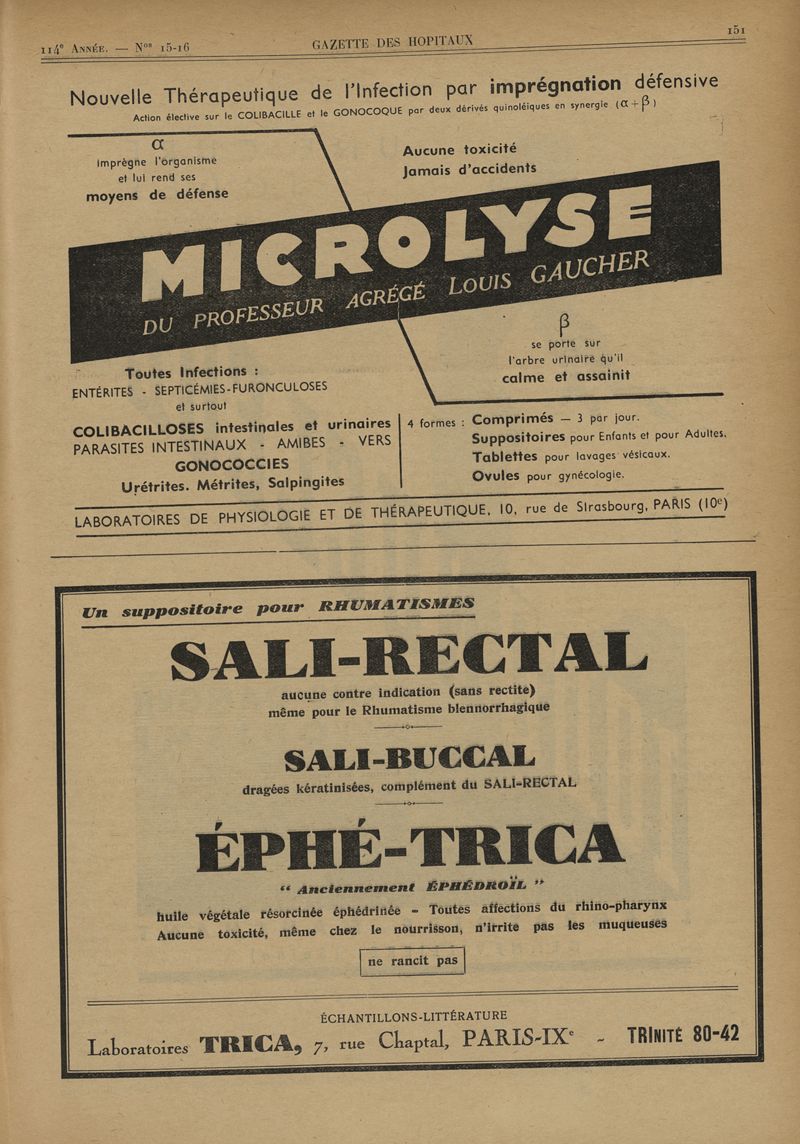 114e ANNÉE. — Nos 15-16
GAZETTE DES HOPITAUX
151
Nouvelle Thérapeutique de l'Infection par imprégnation défensive
Action élective sur le COLIBACILLE et le GONOCOQUE par deux dérivés quinoléiques en synergie (α + β)
α
imprègne l'organisme
et lui rend ses
moyens de défense
Aucune toxicité
Jamais d'accidents
MICROLYSE
DU PROFESSEUR AGRÉGÉ LOUIS GAUCHER
β
se porte sur
l'arbre urinaire qu'il
calme et assainit
Toutes Infections :
ENTÉRITES - SEPTICÉMIES-FURONCULOSES
et surtout
COLIBACILLOSES intestinales et urinaires
PARASITES INTESTINAUX - AMIBES - VERS
GONOCOCCIES
Urétrites. Métrites, Salpingites
4 formes : Comprimés — 3 par jour.
Suppositoires pour Enfants et pour Adultes.
Tablettes pour lavages vésicaux.
Ovules pour gynécologie.
LABORATOIRES DE PHYSIOLOGIE ET DE THÉRAPEUTIQUE, 10, rue de Strasbourg, PARIS (10e)
Un suppositoire pour RHUMATISMES
SALI-RECTAL
aucune contre indication (sans rectite)
même pour le Rhumatisme blennorrhagique
SALI-BUCCAL
dragées kératinisées, complément du SALI-RECTAL
ÉPHÉ-TRICA
" Anciennement ÉPHÉDROÏL "
huile végétale résorcinée éphédrinée - Toutes affections du rhino-pharynx
Aucune toxicité, même chez le nourrisson, n'irrite pas les muqueuses
ne rancit pas
ÉCHANTILLONS-LITTÉRATURE
Laboratoires TRICA, 7, rue Chaptal, PARIS-IXe - TRINITÉ 80-42